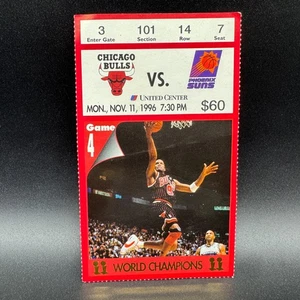 3 101 14 7
Enter Gate Section Row Seat
CHICAGO
BULLS
VS.
PHOENIX
SUNS
UNITED CENTER
MON., NOV. 11, 1996 7:30 PM $60
Game
4
WORLD CHAMPIONS